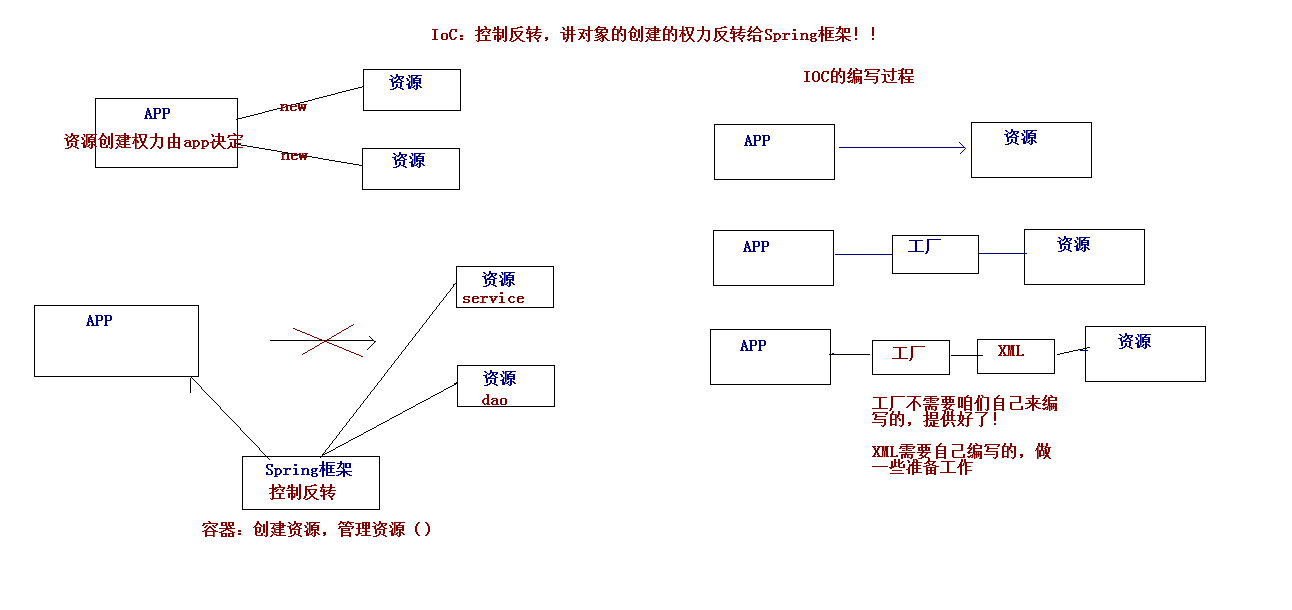 IoC：控制反转，讲对象的创建的权力反转给Spring框架！！
APP
资源创建权力由app决定
new
资源
new
资源
APP
资源
service
资源
dao
Spring框架
控制反转
容器：创建资源，管理资源（）
IOC的编写过程
APP
资源
APP
工厂
资源
APP
工厂
XML
资源
工厂不需要咱们自己来编
写的，提供好了！
XML需要自己编写的，做
一些准备工作